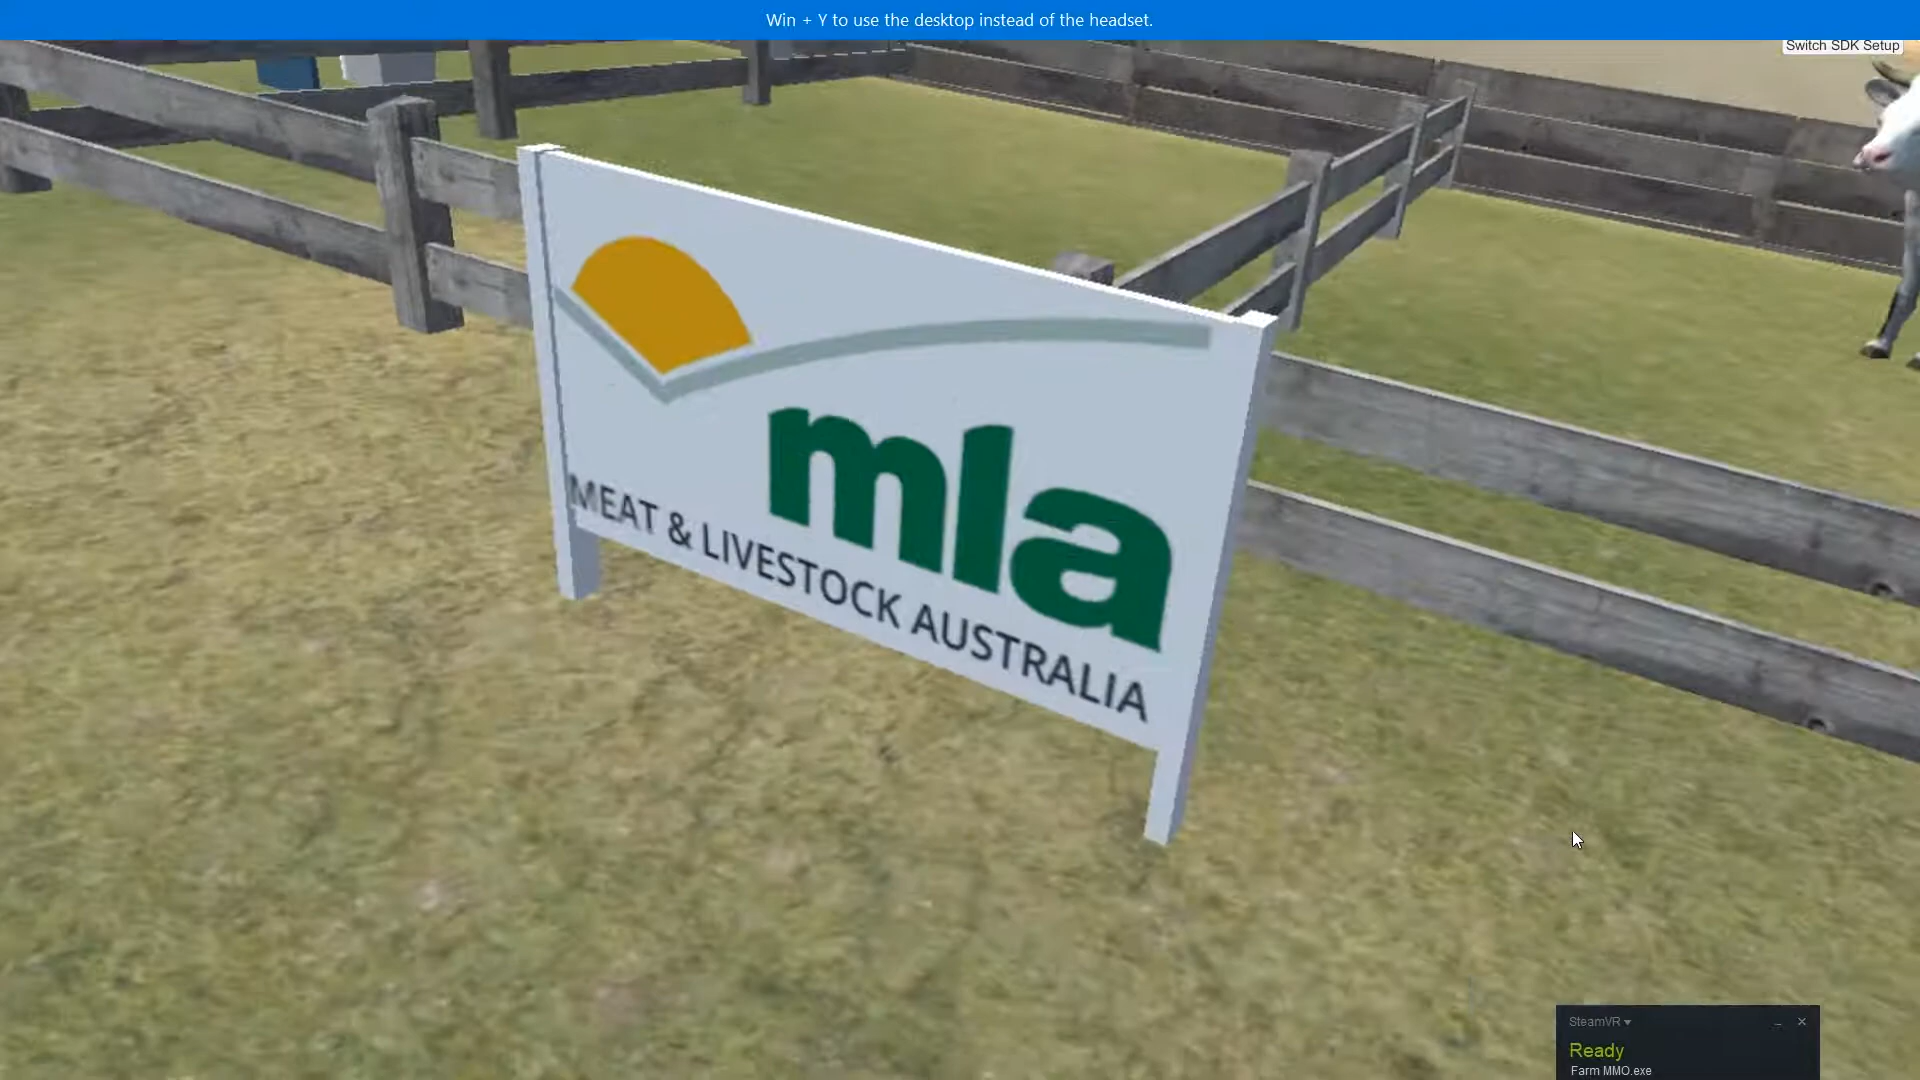 Win + Y to use the desktop instead of the headset.
Switch SDK Setup
mla
MEAT & LIVESTOCK AUSTRALIA
SteamVR
Ready
Farm MMO.exe